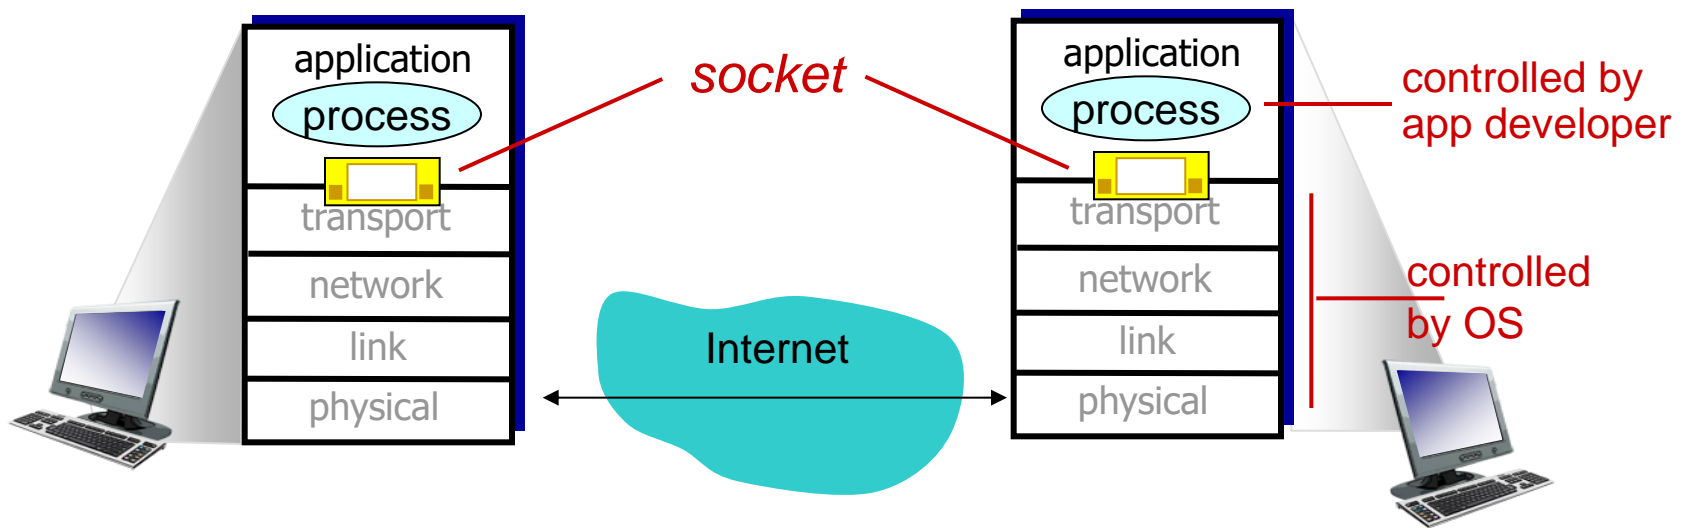 application
process
transport
network
link
physical
socket
Internet
application
process
transport
network
link
physical
controlled by
app developer
controlled
by OS